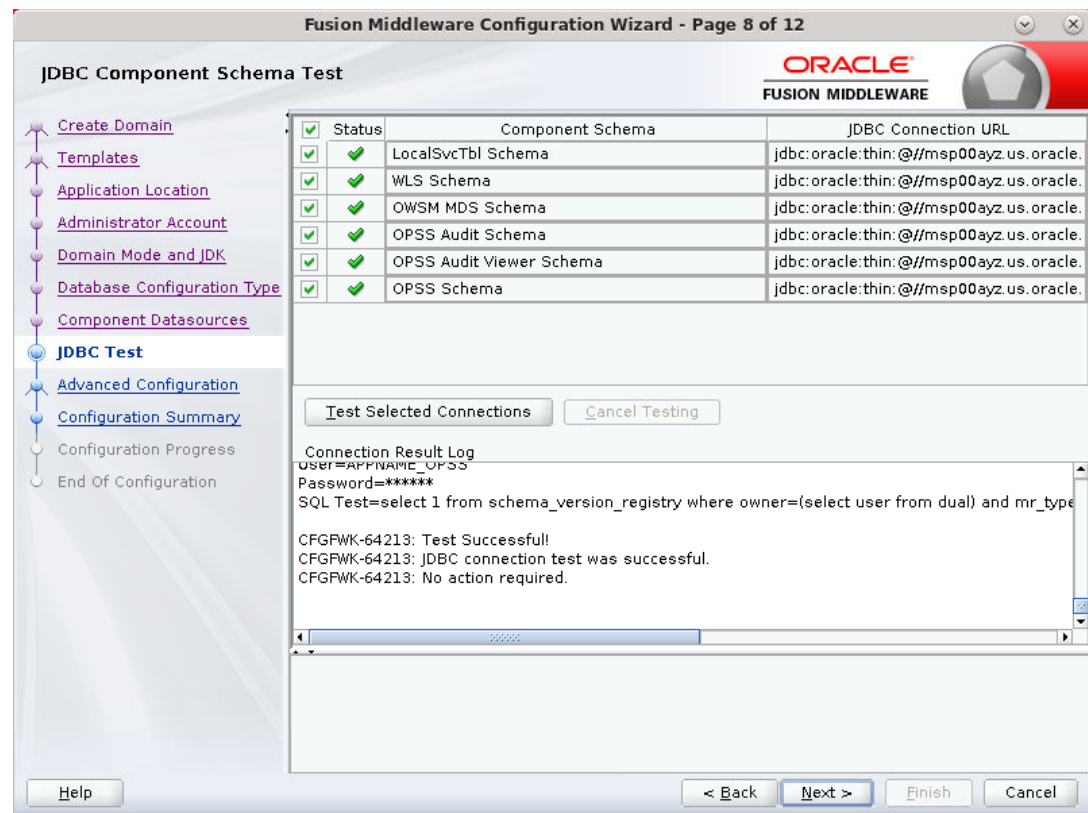 Fusion Middleware Configuration Wizard - Page 8 of 12
JDBC Component Schema Test
ORACLE
FUSION MIDDLEWARE
Create Domain
Templates
Application Location
Administrator Account
Domain Mode and JDK
Database Configuration Type
Component Datasources
JDBC Test
Advanced Configuration
Configuration Summary
Configuration Progress
End Of Configuration
Status Component Schema JDBC Connection URL
LocalSvcTbl Schema jdbc:oracle:thin:@//msp00ayz.us.oracle.
WLS Schema jdbc:oracle:thin:@//msp00ayz.us.oracle.
OWSM MDS Schema jdbc:oracle:thin:@//msp00ayz.us.oracle.
OPSS Audit Schema jdbc:oracle:thin:@//msp00ayz.us.oracle.
OPSS Audit Viewer Schema jdbc:oracle:thin:@//msp00ayz.us.oracle.
OPSS Schema jdbc:oracle:thin:@//msp00ayz.us.oracle.
Test Selected Connections Cancel Testing
Connection Result Log
User=APPNAME_OPSS
Password=******
SQL Test=select 1 from schema_version_registry where owner=(select user from dual) and mr_type
CFGFWK-64213: Test Successful!
CFGFWK-64213: JDBC connection test was successful.
CFGFWK-64213: No action required.
Help < Back Next > Finish Cancel